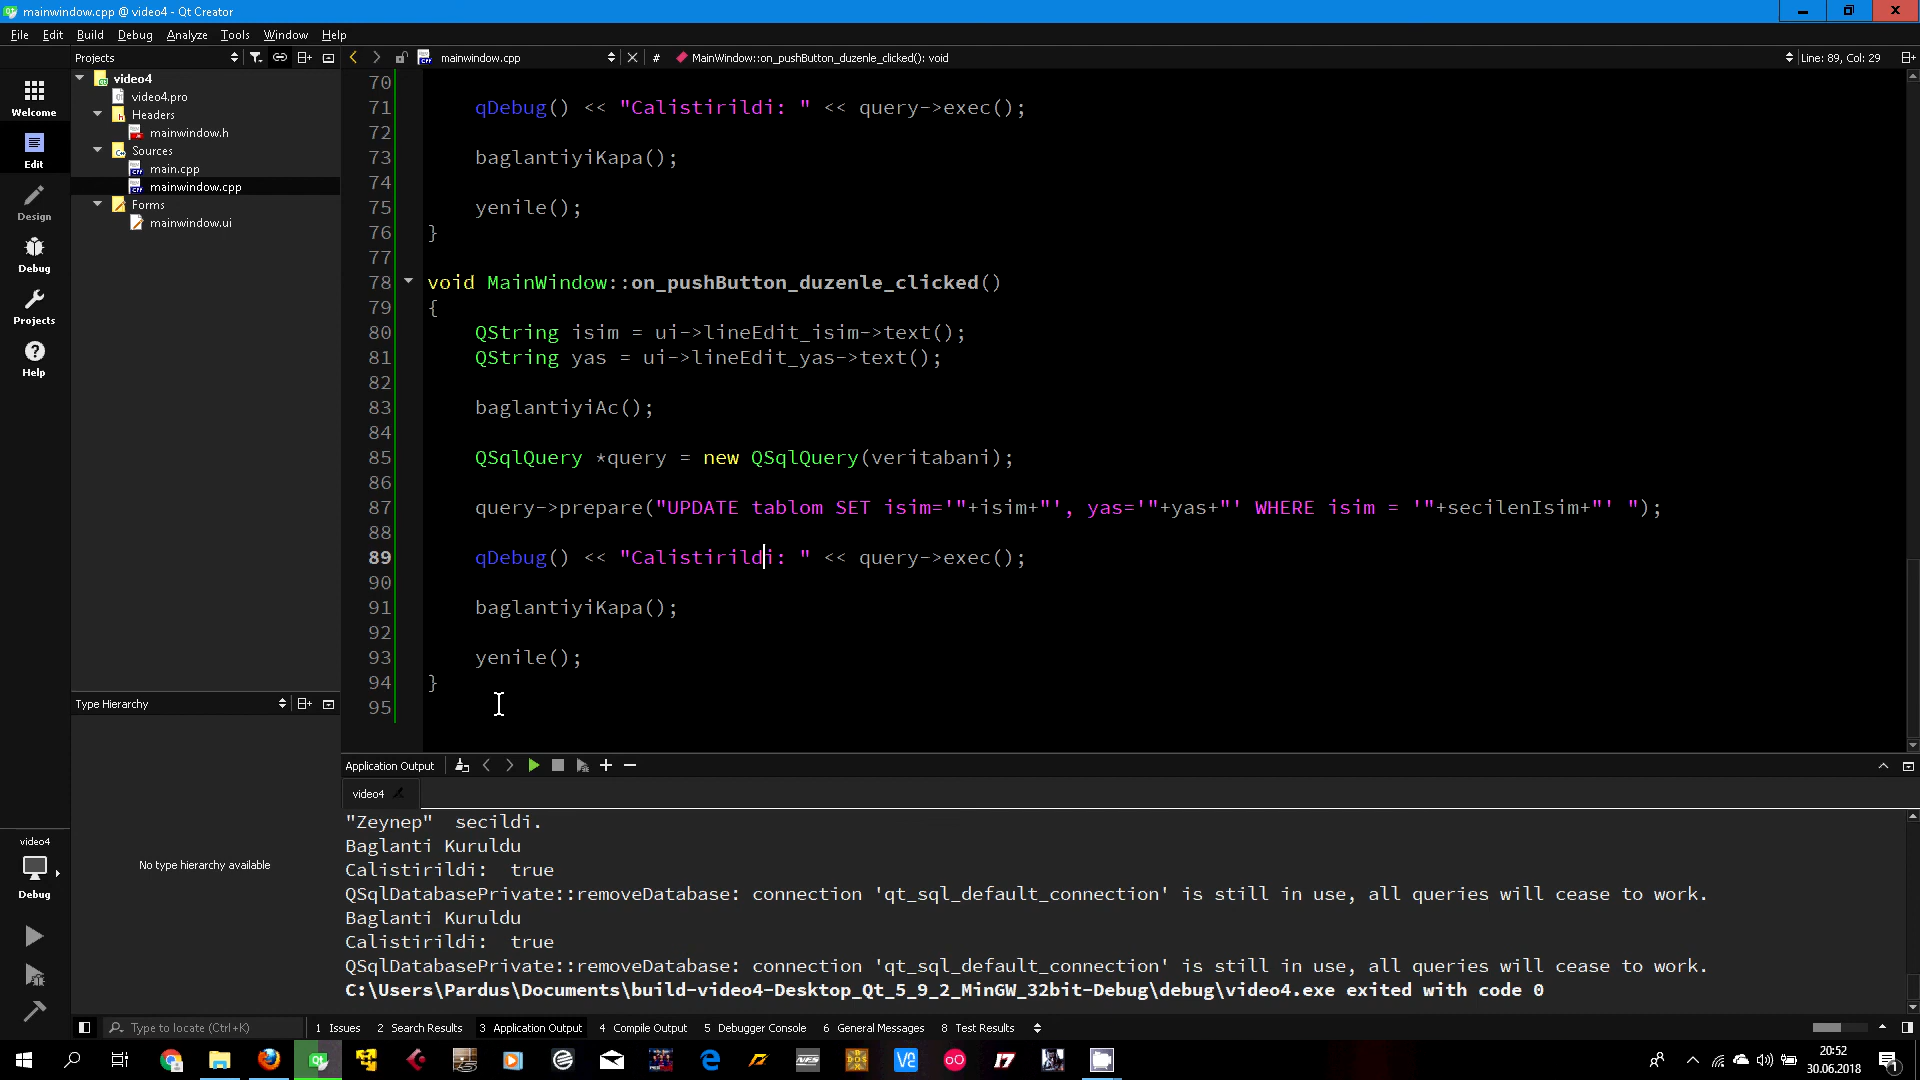 mainwindow.cpp @ video4 - Qt Creator
File Edit Build Debug Analyze Tools Window Help
Projects
mainwindow.cpp
#
MainWindow::on_pushButton_duzenle_clicked(): void
Line: 89, Col: 29
Welcome
Edit
Design
Debug
Projects
Help
video4
video4.pro
Headers
mainwindow.h
Sources
main.cpp
mainwindow.cpp
Forms
mainwindow.ui
70
71 qDebug() << "Calistirildi: " << query->exec();
72
73 baglantiyiKapa();
74
75 yenile();
76 }
77
78 void MainWindow::on_pushButton_duzenle_clicked()
79 {
80 QString isim = ui->lineEdit_isim->text();
81 QString yas = ui->lineEdit_yas->text();
82
83 baglantiyiAc();
84
85 QSqlQuery *query = new QSqlQuery(veritabani);
86
87 query->prepare("UPDATE tablom SET isim='"+isim+"', yas='"+yas+"' WHERE isim = '"+secilenIsim+"' ");
88
89 qDebug() << "Calistirildi: " << query->exec();
90
91 baglantiyiKapa();
92
93 yenile();
94 }
95
Type Hierarchy
No type hierarchy available
video4
Debug
Application Output
video4
"Zeynep"  secildi.
Baglanti Kuruldu
Calistirildi:  true
QSqlDatabasePrivate::removeDatabase: connection 'qt_sql_default_connection' is still in use, all queries will cease to work.
Baglanti Kuruldu
Calistirildi:  true
QSqlDatabasePrivate::removeDatabase: connection 'qt_sql_default_connection' is still in use, all queries will cease to work.
C:\Users\Pardus\Documents\build-video4-Desktop_Qt_5_9_2_MinGW_32bit-Debug\debug\video4.exe exited with code 0
Type to locate (Ctrl+K)
1 Issues 2 Search Results 3 Application Output 4 Compile Output 5 Debugger Console 6 General Messages 8 Test Results
20:52
30.06.2018